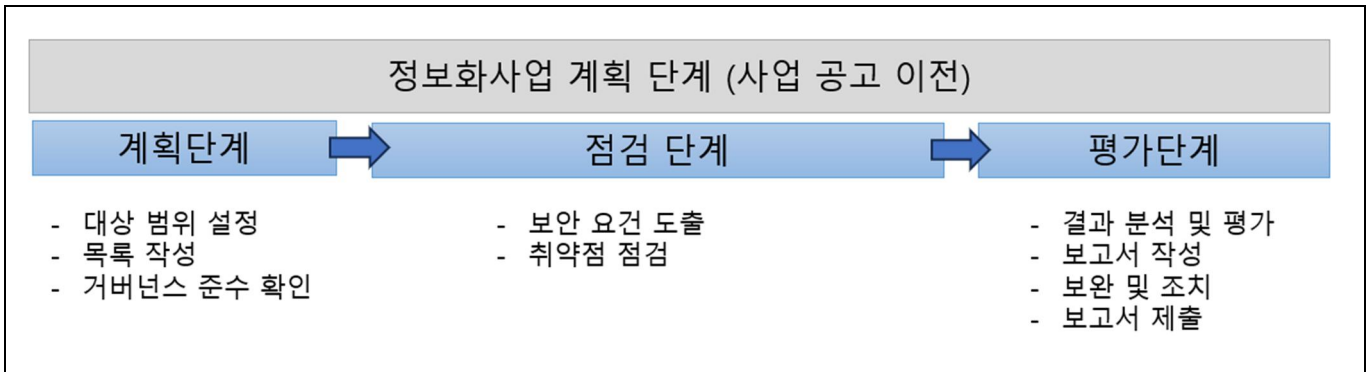 정보화사업 계획 단계 (사업 공고 이전)
계획단계
점검 단계
평가단계
- 대상 범위 설정
- 목록 작성
- 거버넌스 준수 확인
- 보안 요건 도출
- 취약점 점검
- 결과 분석 및 평가
- 보고서 작성
- 보완 및 조치
- 보고서 제출